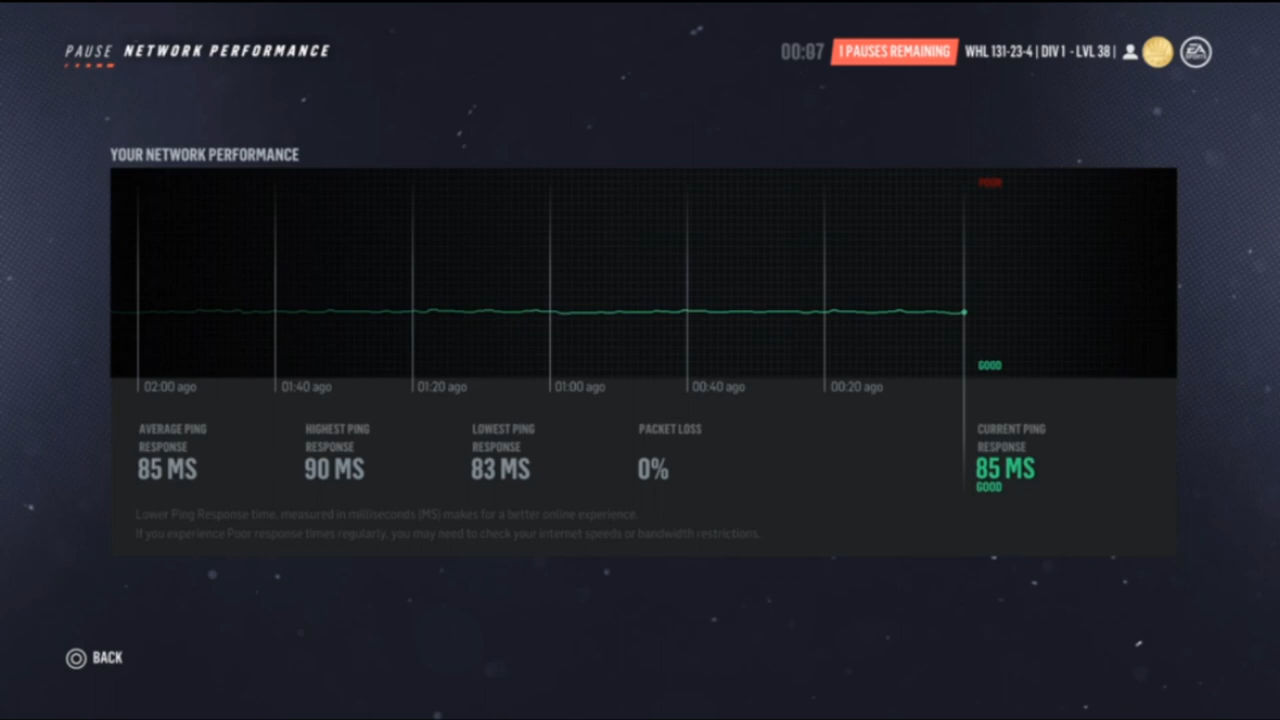 PAUSE NETWORK PERFORMANCE
00:07 1 PAUSES REMAINING WHL 131-23-4 | DIV 1 - LVL 38 | EA SPORTS
YOUR NETWORK PERFORMANCE
POOR
GOOD
02:00 ago 01:40 ago 01:20 ago 01:00 ago 00:40 ago 00:20 ago
AVERAGE PING RESPONSE
85 MS
HIGHEST PING RESPONSE
90 MS
LOWEST PING RESPONSE
83 MS
PACKET LOSS
0%
CURRENT PING RESPONSE
85 MS
GOOD
Lower Ping Response time, measured in milliseconds (MS) makes for a better online experience.
If you experience Poor response times regularly, you may need to check your internet speeds or bandwidth restrictions.
BACK